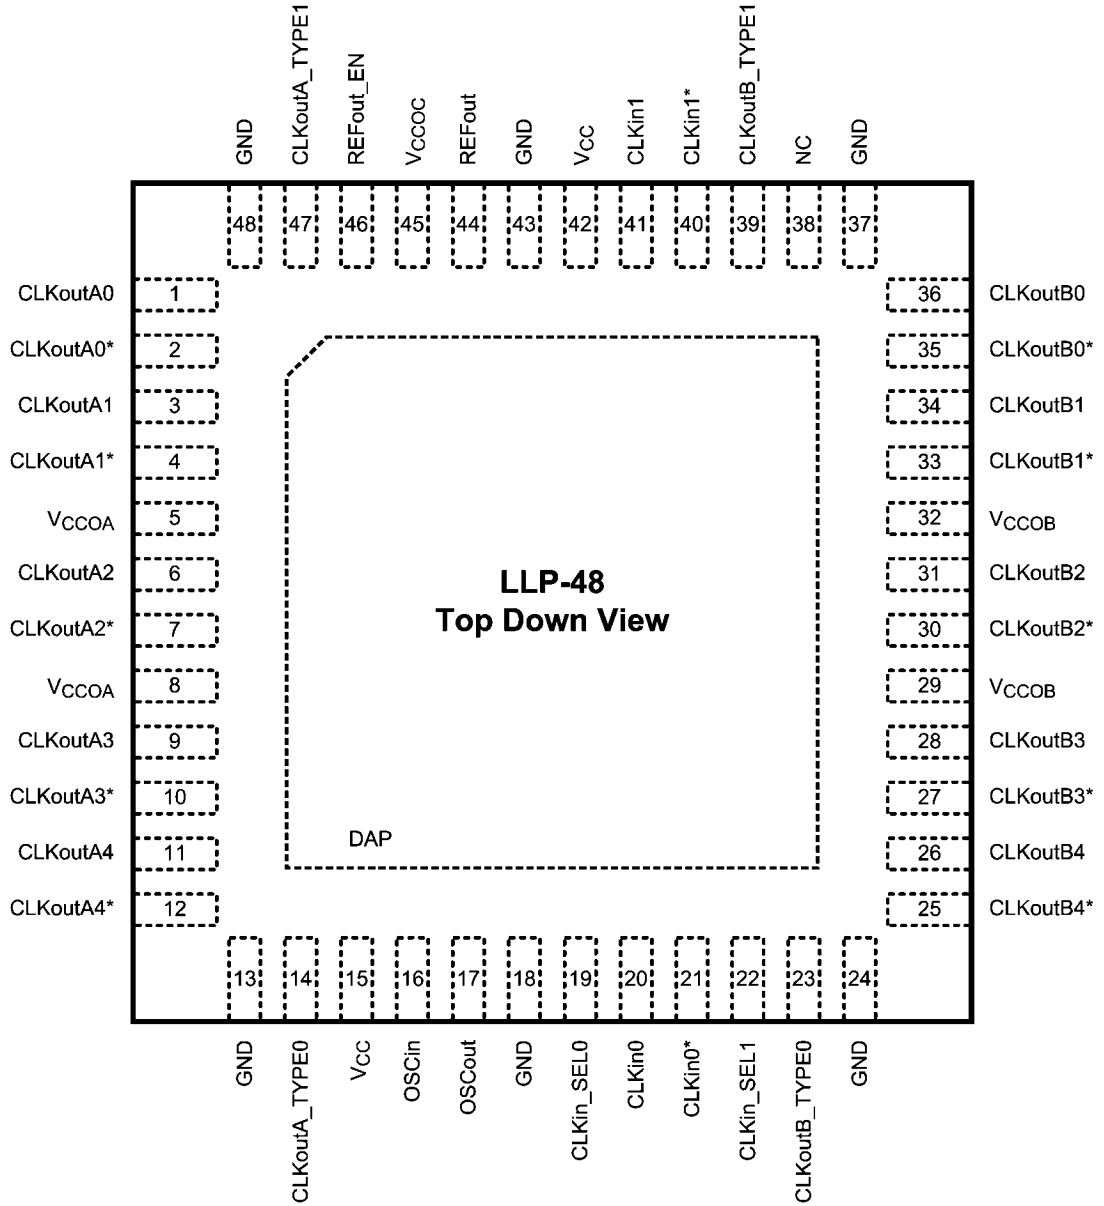 GND
CLKoutA_TYPE1
REFout_EN
VCCOC
REFout
GND
VCC
CLKin1
CLKin1*
CLKoutB_TYPE1
NC
GND
48 47 46 45 44 43 42 41 40 39 38 37
CLKoutA0 1 36 CLKoutB0
CLKoutA0* 2 35 CLKoutB0*
CLKoutA1 3 34 CLKoutB1
CLKoutA1* 4 33 CLKoutB1*
VCCOA 5 32 VCCOB
CLKoutA2 6 31 CLKoutB2
LLP-48
Top Down View
CLKoutA2* 7 30 CLKoutB2*
VCCOA 8 29 VCCOB
CLKoutA3 9 28 CLKoutB3
CLKoutA3* 10 27 CLKoutB3*
DAP
CLKoutA4 11 26 CLKoutB4
CLKoutA4* 12 25 CLKoutB4*
13 14 15 16 17 18 19 20 21 22 23 24
GND
CLKoutA_TYPE0
VCC
OSCin
OSCout
GND
CLKin_SEL0
CLKin0
CLKin0*
CLKin_SEL1
CLKoutB_TYPE0
GND